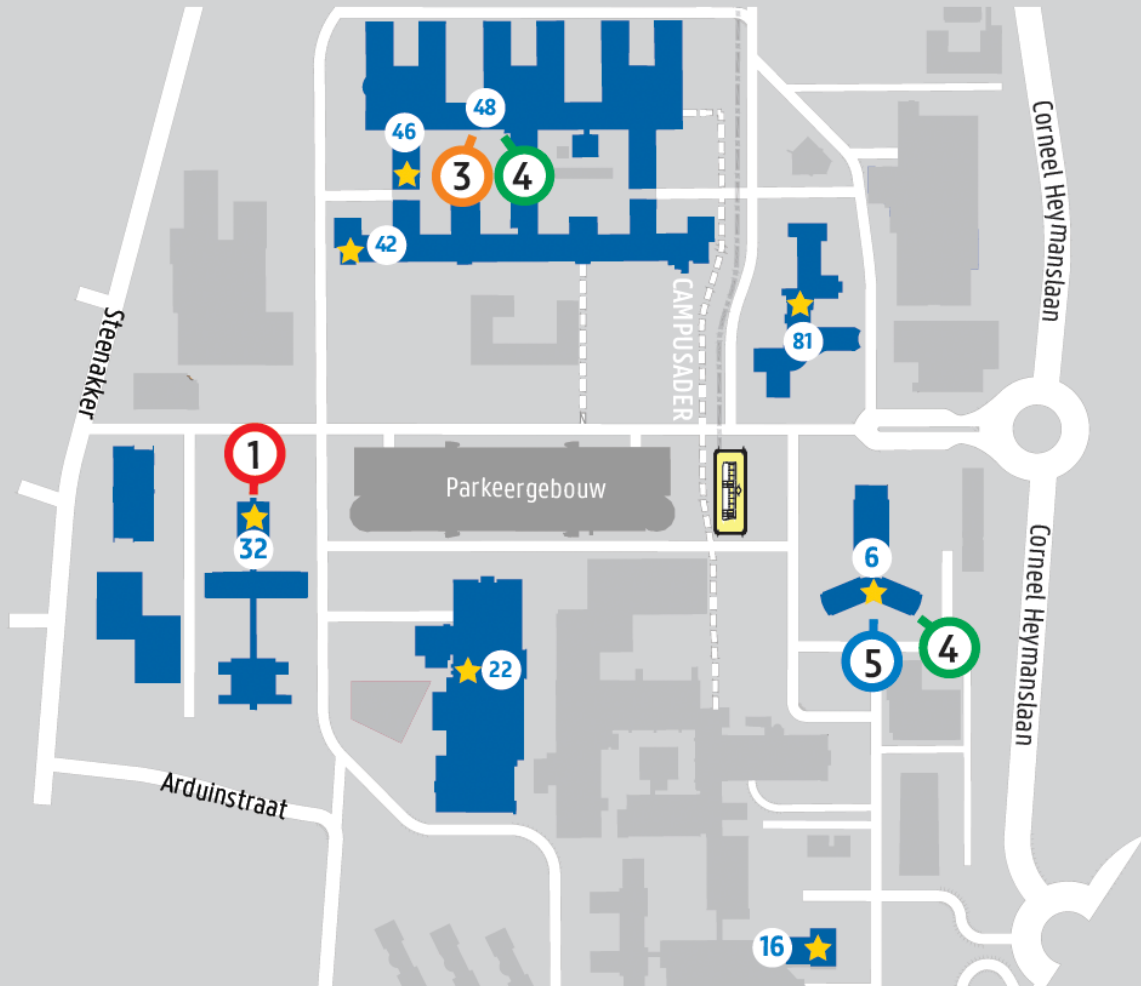 48
46
3
4
42
Corneel Heymanslaan
CAMPUSADER
81
Steenakker
1
Parkeergebouw
32
6
Corneel Heymanslaan
4
5
22
Arduinstraat
16